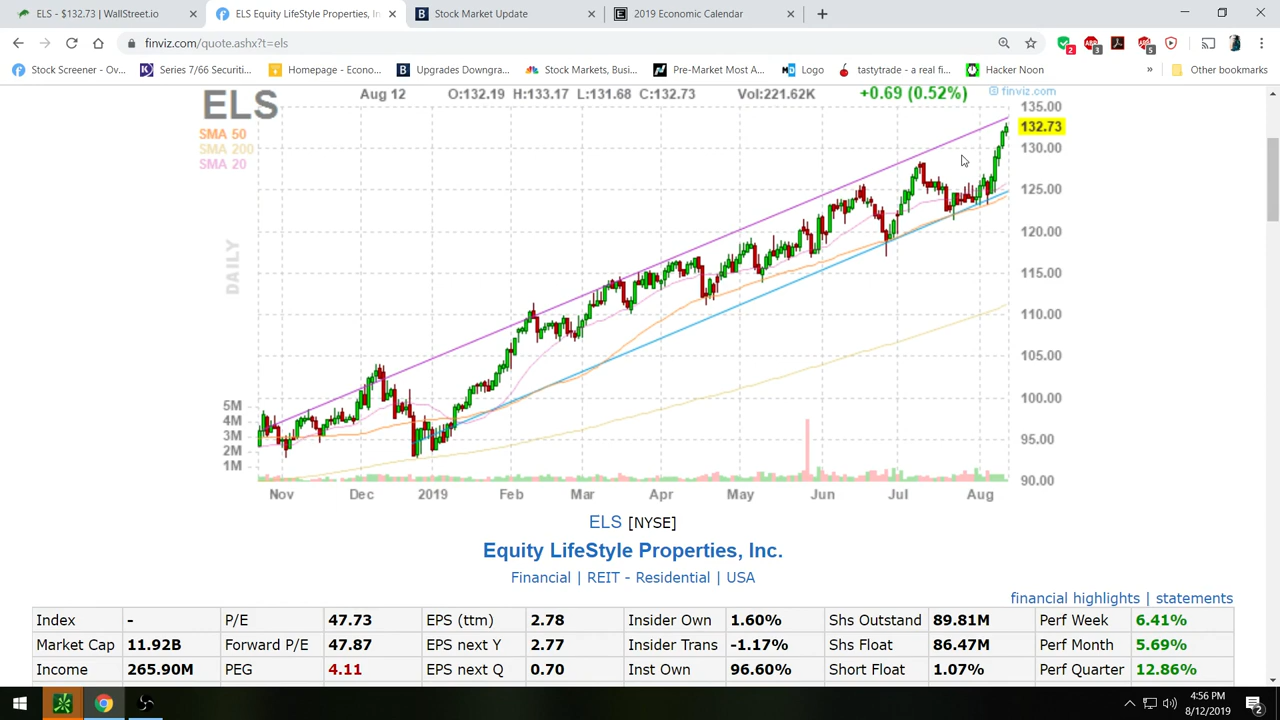 ELS - $132.73 | WallStreet.io
ELS Equity LifeStyle Properties, In
Stock Market Update
2019 Economic Calendar
finviz.com/quote.ashx?t=els
2
3
5
Stock Screener - Ov...
Series 7/66 Securiti...
Homepage - Econo...
Upgrades Downgra...
Stock Markets, Busi...
Pre-Market Most A...
Logo
tastytrade - a real fi...
Hacker Noon
»
Other bookmarks
ELS
Aug 12
O:132.19 H:133.17 L:131.68 C:132.73
Vol:221.62K
+0.69 (0.52%)
© finviz.com
SMA 50
SMA 200
SMA 20
DAILY
135.00
132.73
130.00
125.00
120.00
115.00
110.00
105.00
100.00
95.00
90.00
5M
4M
3M
2M
1M
Nov Dec 2019 Feb Mar Apr May Jun Jul Aug
ELS [NYSE]
Equity LifeStyle Properties, Inc.
Financial | REIT - Residential | USA
financial highlights | statements
Index - P/E 47.73 EPS (ttm) 2.78 Insider Own 1.60% Shs Outstand 89.81M Perf Week 6.41%
Market Cap 11.92B Forward P/E 47.87 EPS next Y 2.77 Insider Trans -1.17% Shs Float 86.47M Perf Month 5.69%
Income 265.90M PEG 4.11 EPS next Q 0.70 Inst Own 96.60% Short Float 1.07% Perf Quarter 12.86%
4:56 PM
8/12/2019
2